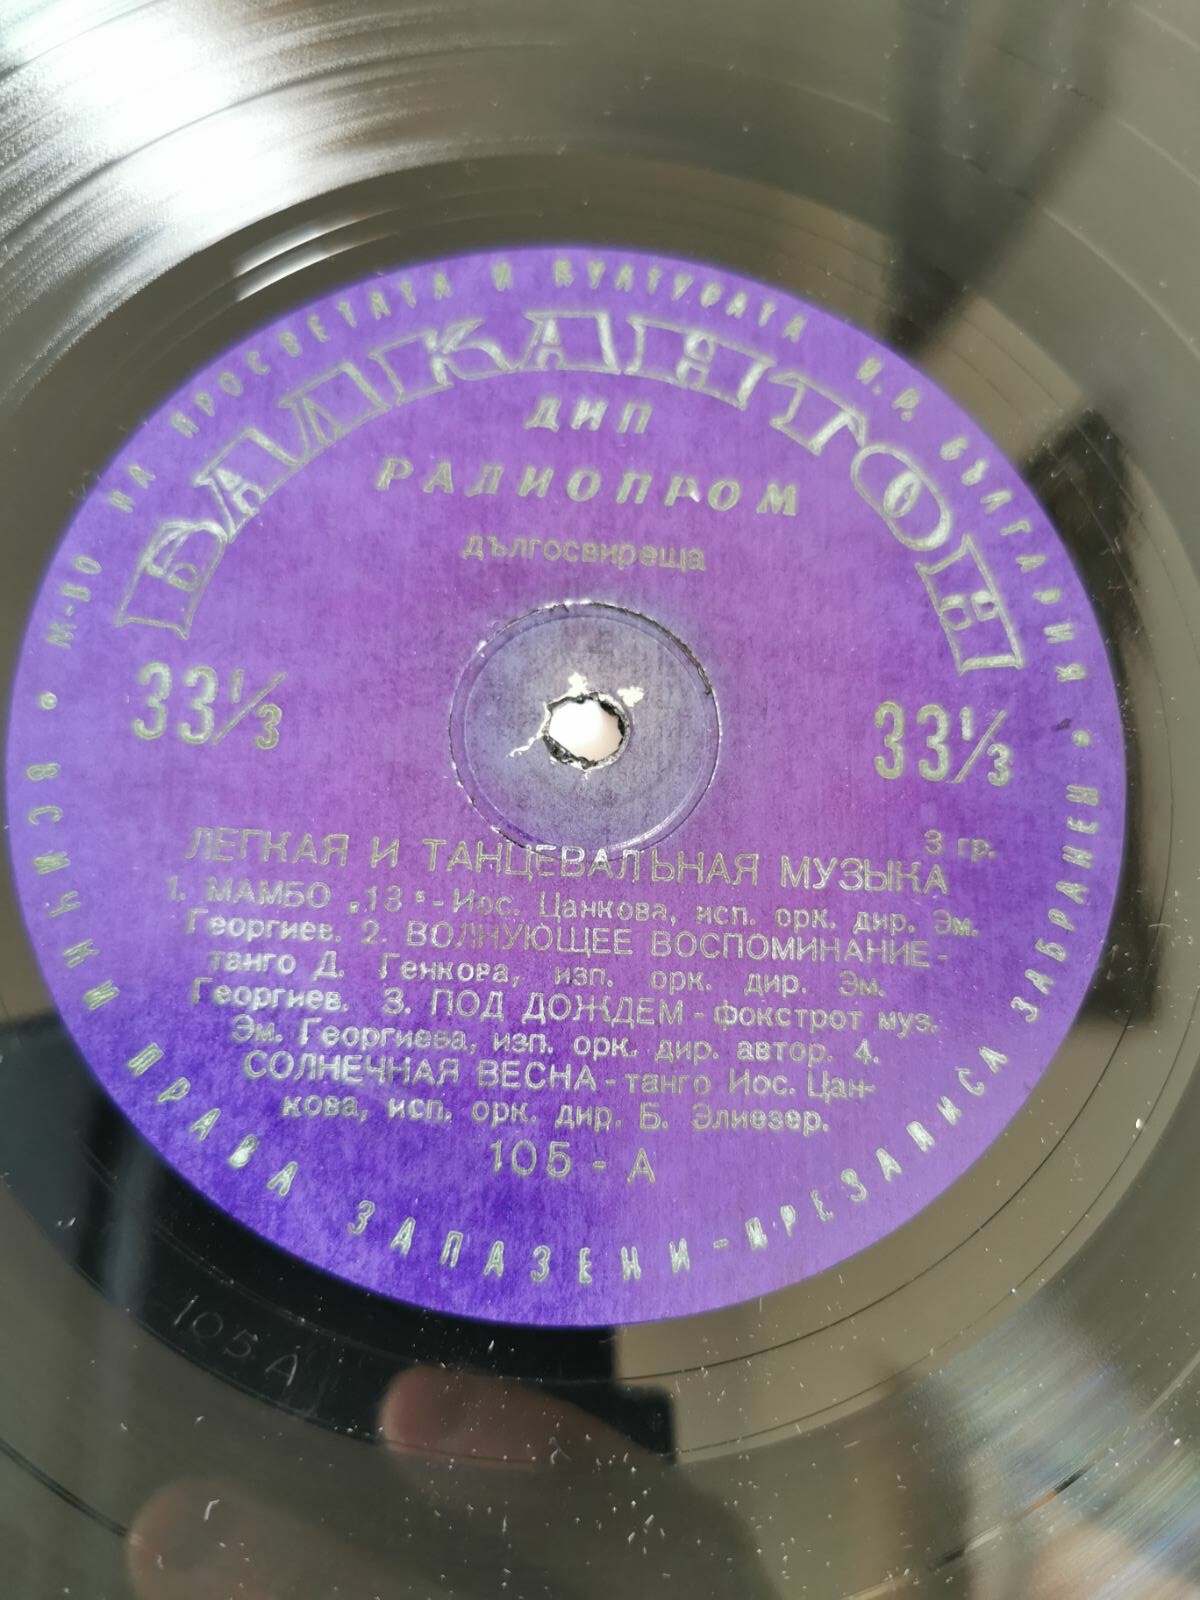 М-ВО НА ПРОСВЕТАТА И КУЛТУРАТА Н.Р. БЪЛГАРИЯ
БАЛКАНТОН
ДИП
РАДИОПРОМ
дългосвиреща
33⅓ 33⅓
3 гр.
ЛЕГКАЯ И ТАНЦЕВАЛЬНАЯ МУЗЫКА
1. МАМБО „13“ - Иос. Цанкова, исп. орк. дир. Эм.
Георгиев. 2. ВОЛНУЮЩЕЕ ВОСПОМИНАНИЕ-
танго Д. Генкова, изп. орк. дир. Эм.
Георгиев. 3. ПОД ДОЖДЕМ - фокстрот муз.
Эм. Георгиева, изп. орк. дир. автор. 4.
СОЛНЕЧНАЯ ВЕСНА - танго Иос. Цан-
кова, исп. орк. дир. Б. Элиезер.
105 - А
• ВСИЧКИ ПРАВА ЗАПАЗЕНИ - ПРЕЗАПИСА ЗАБРАНЕН •
105 A